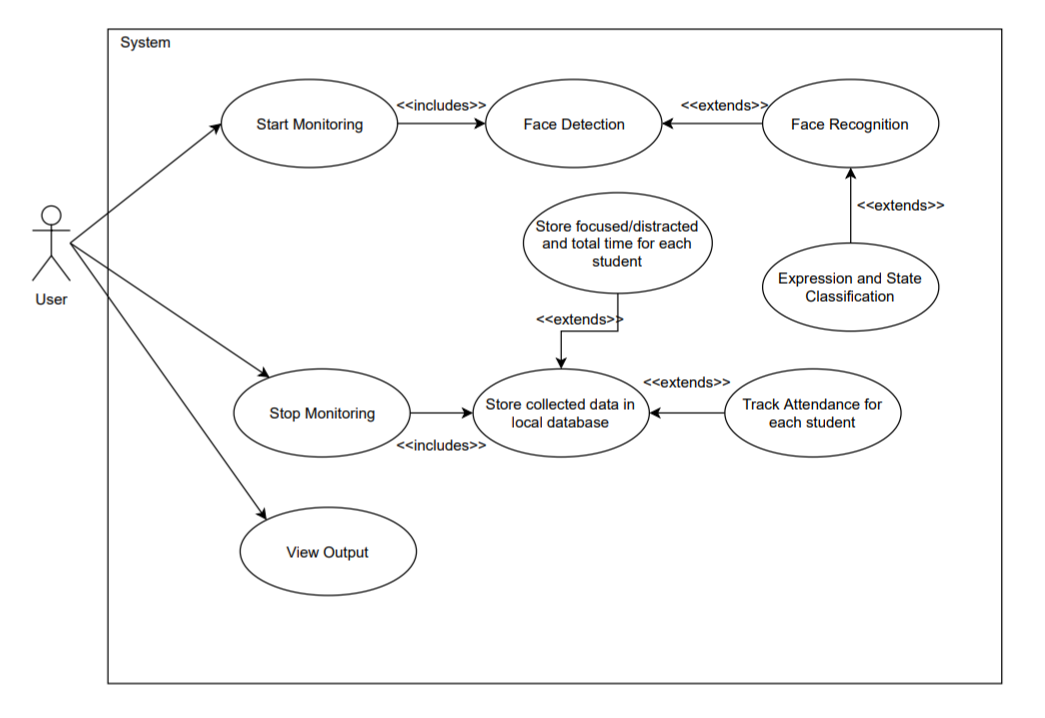 System
Start Monitoring
<<includes>>
Face Detection
<<extends>>
Face Recognition
<<extends>>
Store focused/distracted
and total time for each
student
Expression and State
Classification
User
<<extends>>
Stop Monitoring
<<includes>>
Store collected data in
local database
<<extends>>
Track Attendance for
each student
View Output